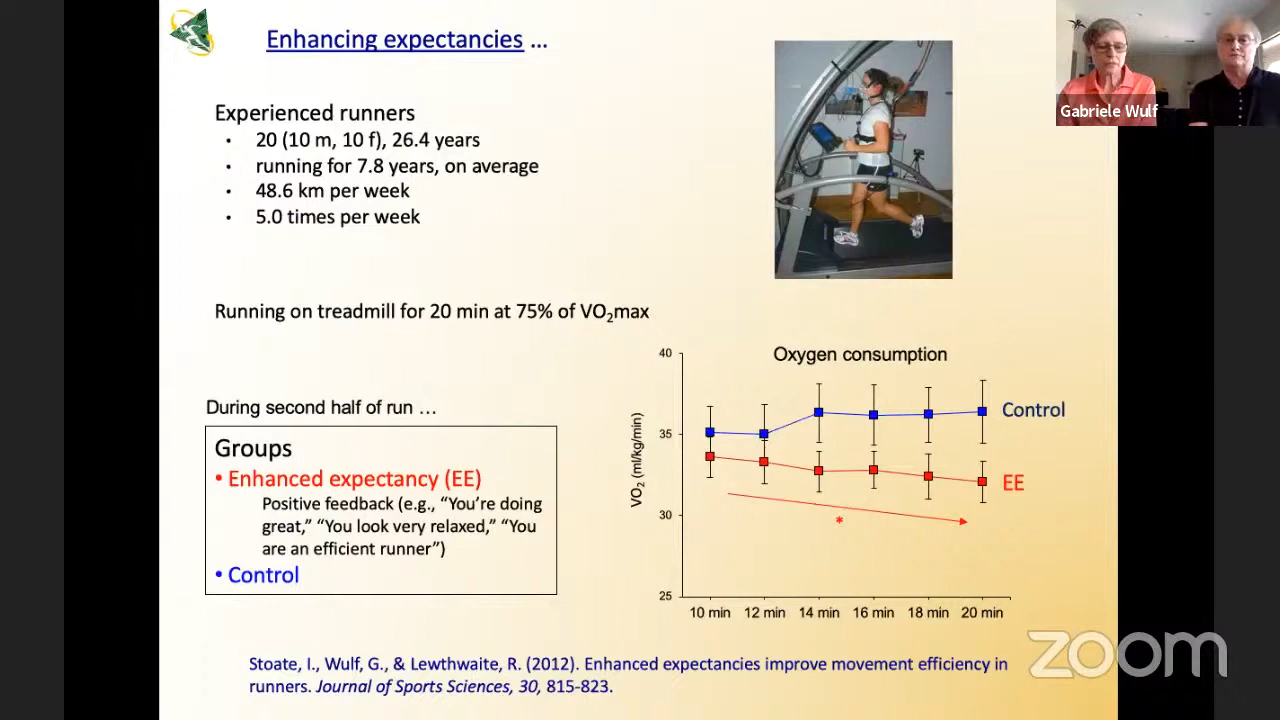 Enhancing expectancies ...
Gabriele Wulf
Experienced runners
• 20 (10 m, 10 f), 26.4 years
• running for 7.8 years, on average
• 48.6 km per week
• 5.0 times per week
Running on treadmill for 20 min at 75% of VO₂max
During second half of run …
Groups
• Enhanced expectancy (EE)
Positive feedback (e.g., “You’re doing
great,” “You look very relaxed,” “You
are an efficient runner”)
• Control
Oxygen consumption
40
35
30
25
VO₂ (ml/kg/min)
Control
EE
*
10 min 12 min 14 min 16 min 18 min 20 min
Stoate, I., Wulf, G., & Lewthwaite, R. (2012). Enhanced expectancies improve movement efficiency in
runners. Journal of Sports Sciences, 30, 815-823.
zoom